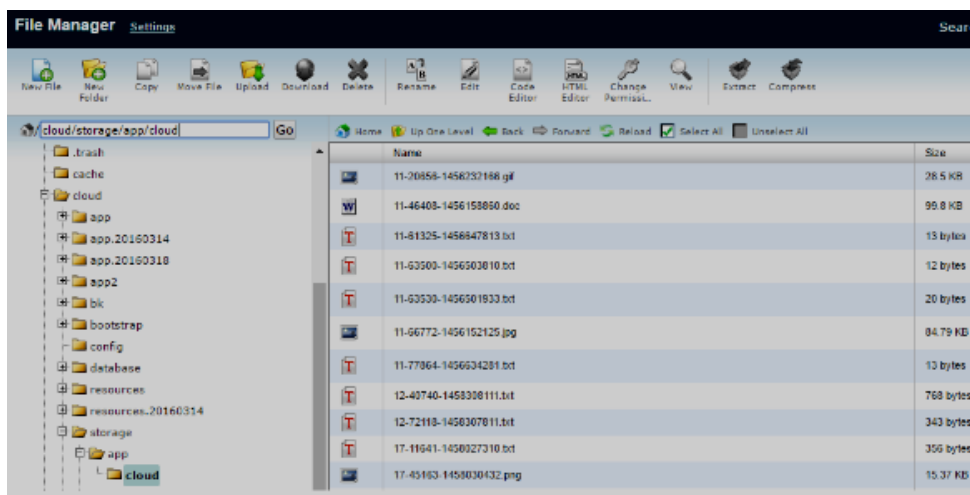 File Manager Settings
Sear
New File
New Folder
Copy
Move File
Upload
Download
Delete
Rename
Edit
Code Editor
HTML Editor
Change Permissi...
View
Extract
Compress
/cloud/storage/app/cloud Go
Home Up One Level Back Forward Reload Select All Unselect All
.trash
cache
cloud
app
app.20160314
app.20160318
app2
bk
bootstrap
config
database
resources
resources.20160314
storage
app
cloud
Name Size
11-20656-1456232166.gif 28.5 KB
11-46408-1456158860.doc 99.8 KB
11-61325-1456647813.txt 13 bytes
11-63500-1456503810.txt 12 bytes
11-63530-1456501933.txt 20 bytes
11-66772-1456152125.jpg 84.79 KB
11-77864-1456634281.txt 13 bytes
12-40740-1458308111.txt 768 bytes
12-72118-1458307811.txt 343 bytes
17-11641-1458027310.txt 356 bytes
17-45163-1458030432.png 15.37 KB